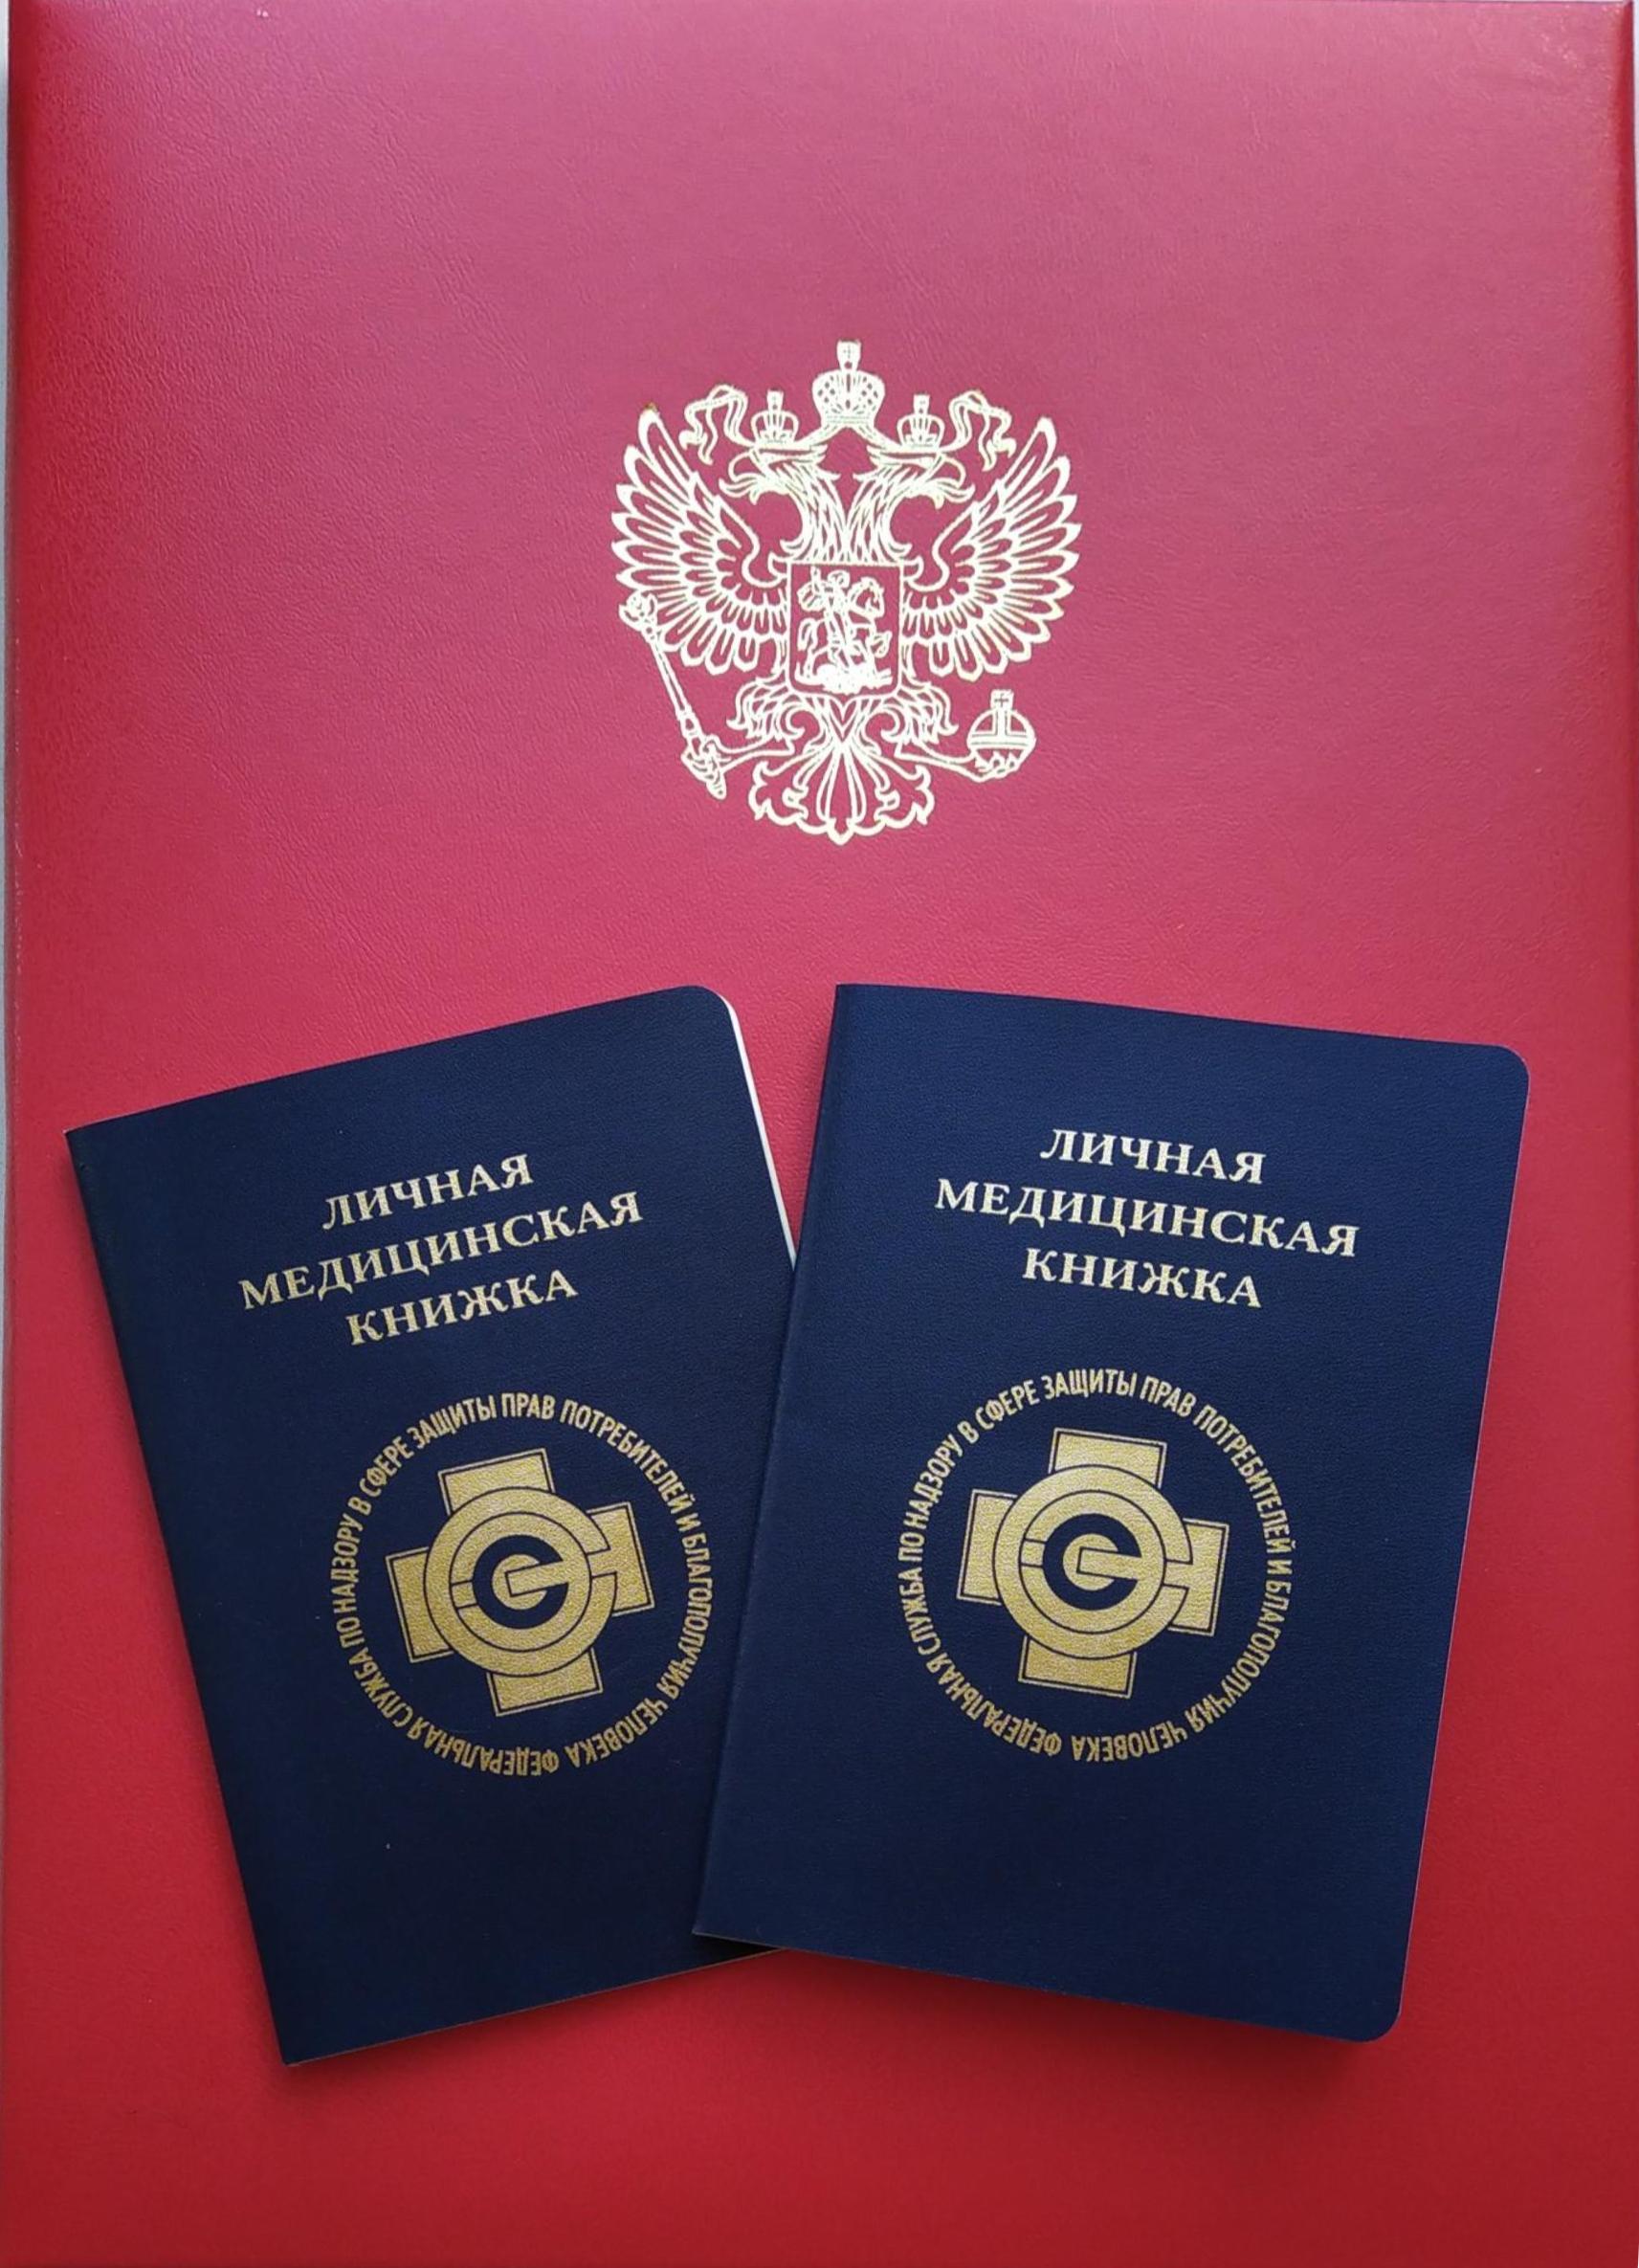 ЛИЧНАЯ
МЕДИЦИНСКАЯ
КНИЖКА
ФЕДЕРАЛЬНАЯ СЛУЖБА ПО НАДЗОРУ В СФЕРЕ ЗАЩИТЫ ПРАВ ПОТРЕБИТЕЛЕЙ И БЛАГОПОЛУЧИЯ ЧЕЛОВЕКА
ЛИЧНАЯ
МЕДИЦИНСКАЯ
КНИЖКА
ФЕДЕРАЛЬНАЯ СЛУЖБА ПО НАДЗОРУ В СФЕРЕ ЗАЩИТЫ ПРАВ ПОТРЕБИТЕЛЕЙ И БЛАГОПОЛУЧИЯ ЧЕЛОВЕКА